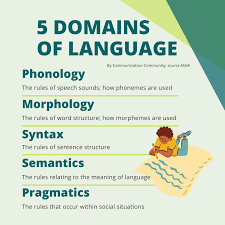 5 DOMAINS
OF LANGUAGE
By Communication Community, source ASHA
Phonology
The rules of speech sounds; how phonemes are used
Morphology
The rules of word structure; how morphemes are used
Syntax
The rules of sentence structure
Semantics
The rules relating to the meaning of language
Pragmatics
The rules that occur within social situations